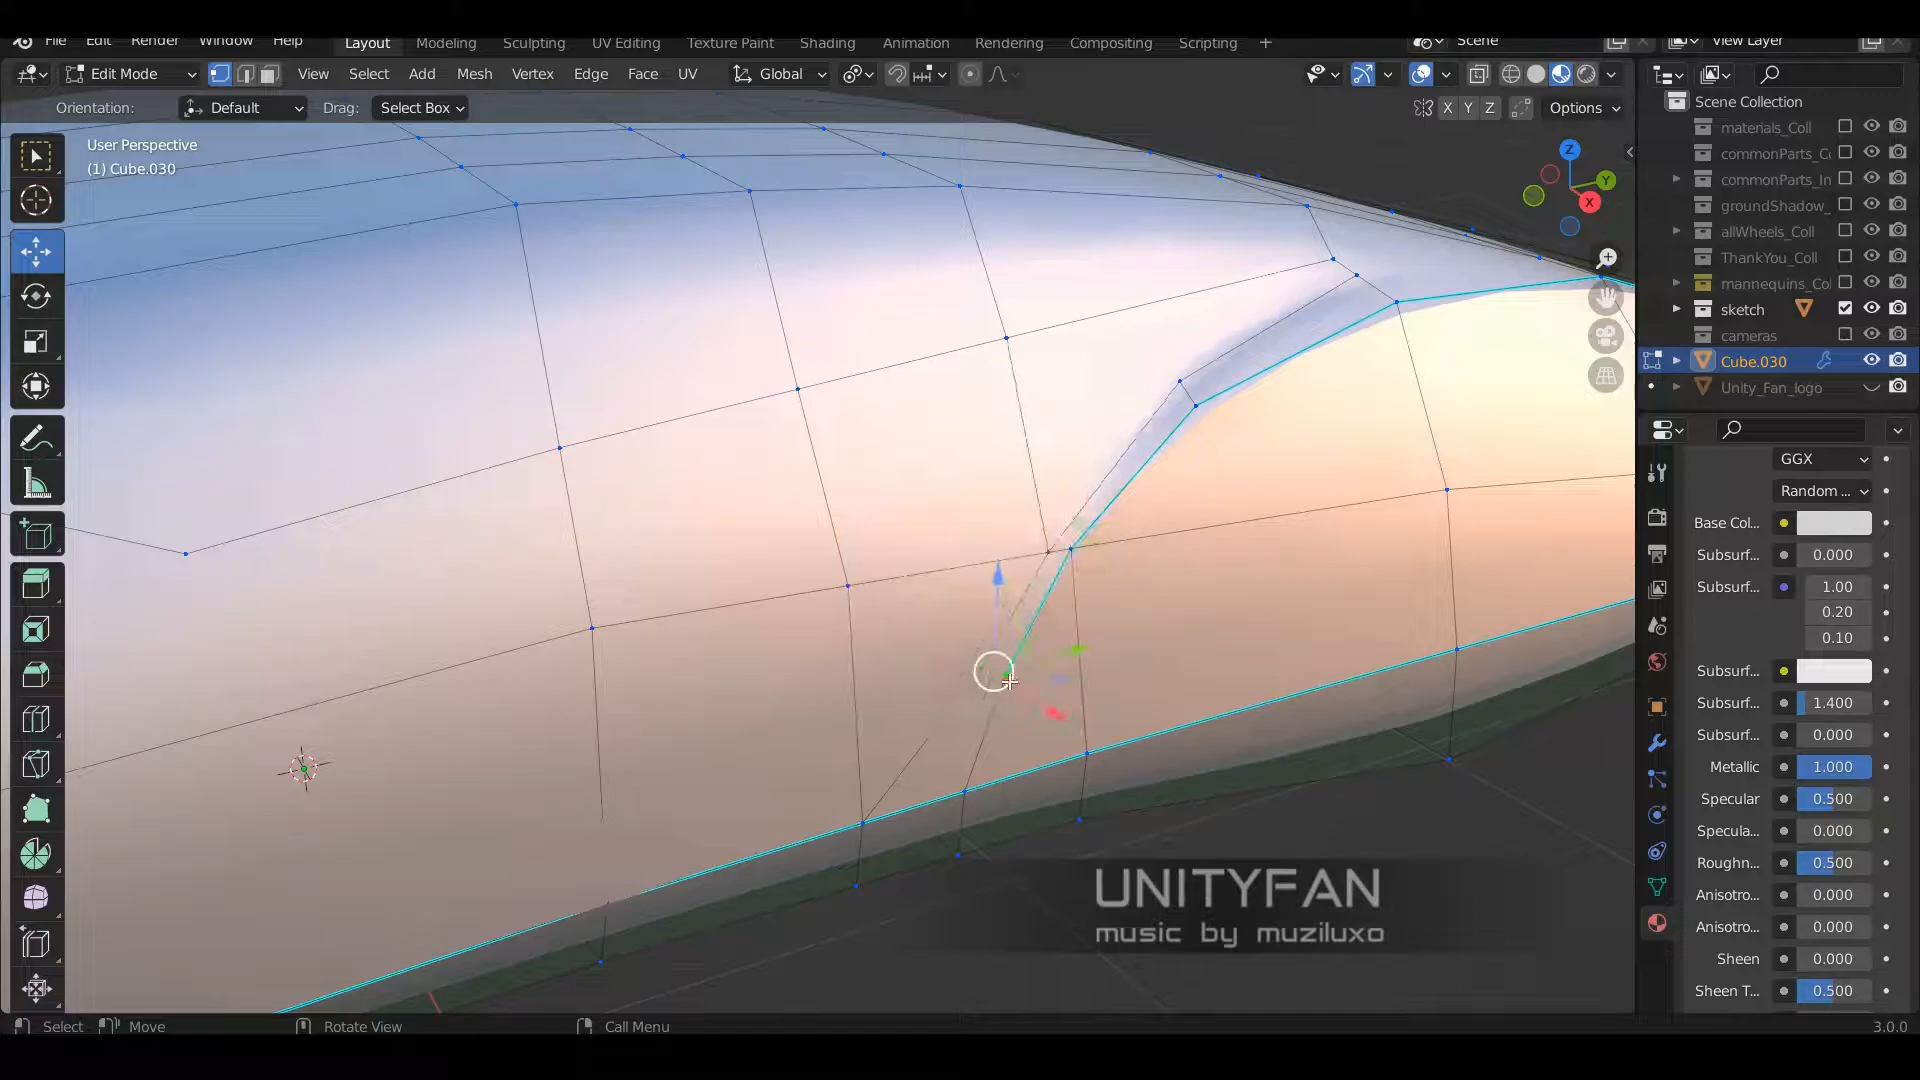 File Edit Render Window Help Layout Modeling Sculpting UV Editing Texture Paint Shading Animation Rendering Compositing Scripting Scene View Layer
Edit Mode View Select Add Mesh Vertex Edge Face UV Global
Orientation: Default Drag: Select Box X Y Z Options
User Perspective
(1) Cube.030
Z
Y
X
Scene Collection
materials_Coll
commonParts_Co
commonParts_In
groundShadow_
allWheels_Coll
ThankYou_Coll
mannequins_Col
sketch
cameras
Cube.030
Unity_Fan_logo
GGX
Random ...
Base Col...
Subsurf... 0.000
Subsurf... 1.00
0.20
0.10
Subsurf...
Subsurf... 1.400
Subsurf... 0.000
Metallic 1.000
Specular 0.500
Specula... 0.000
Roughn... 0.500
Anisotro... 0.000
Anisotro... 0.000
Sheen 0.000
Sheen T... 0.500
UNITYFAN
music by muziluxo
Select Move Rotate View Call Menu 3.0.0